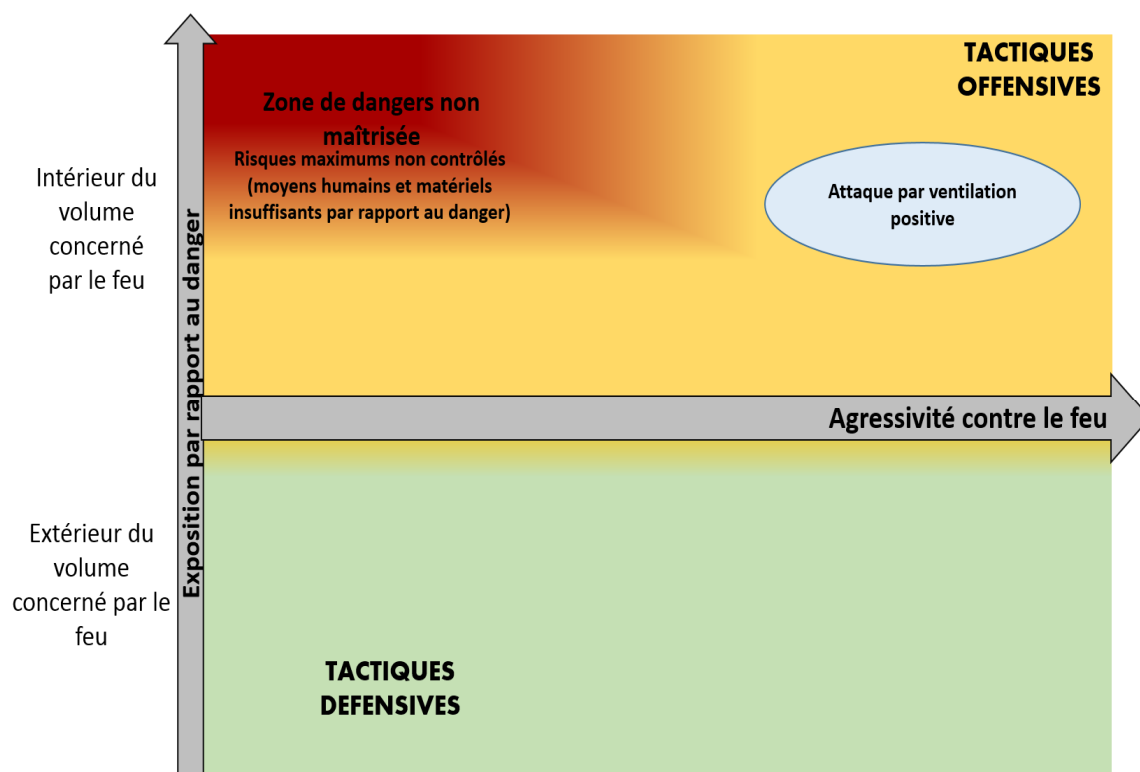 TACTIQUES
OFFENSIVES
Zone de dangers non
maîtrisée
Risques maximums non contrôlés
(moyens humains et matériels
insuffisants par rapport au danger)
Attaque par ventilation
positive
Intérieur du
volume
concerné
par le feu
Exposition par rapport au danger
Agressivité contre le feu
Extérieur du
volume
concerné par le
feu
TACTIQUES
DEFENSIVES